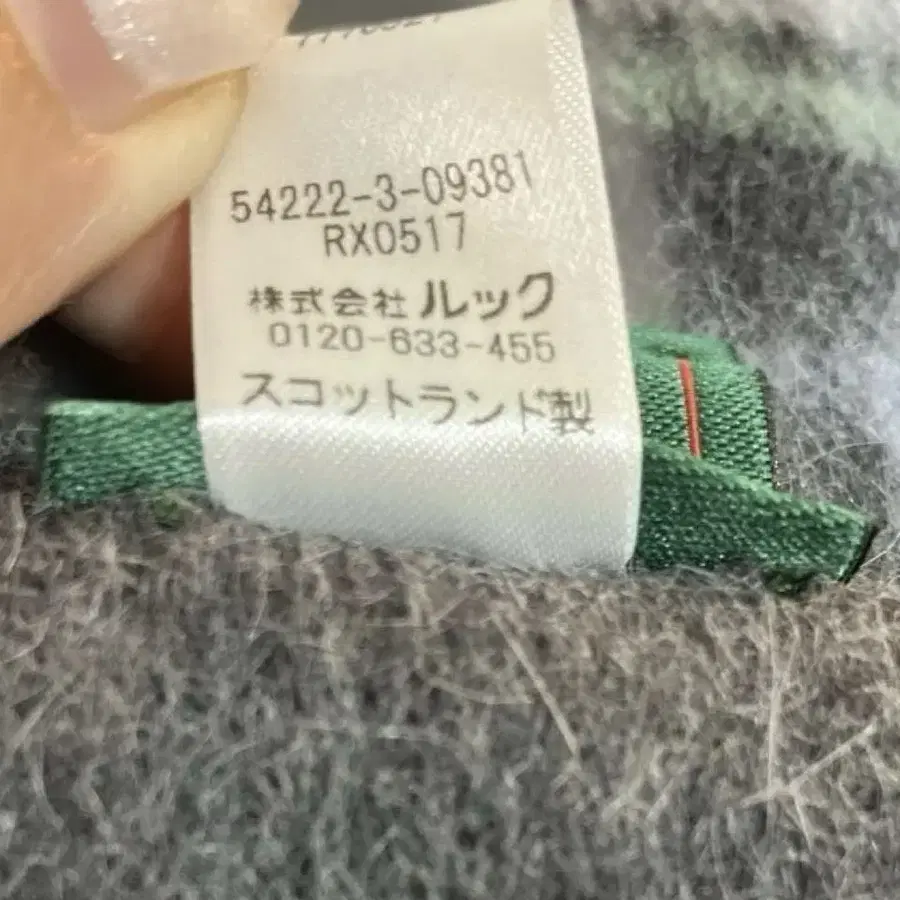 54222-3-09381
RX0517
株式会社 ルック
0120-633-455
スコットランド製